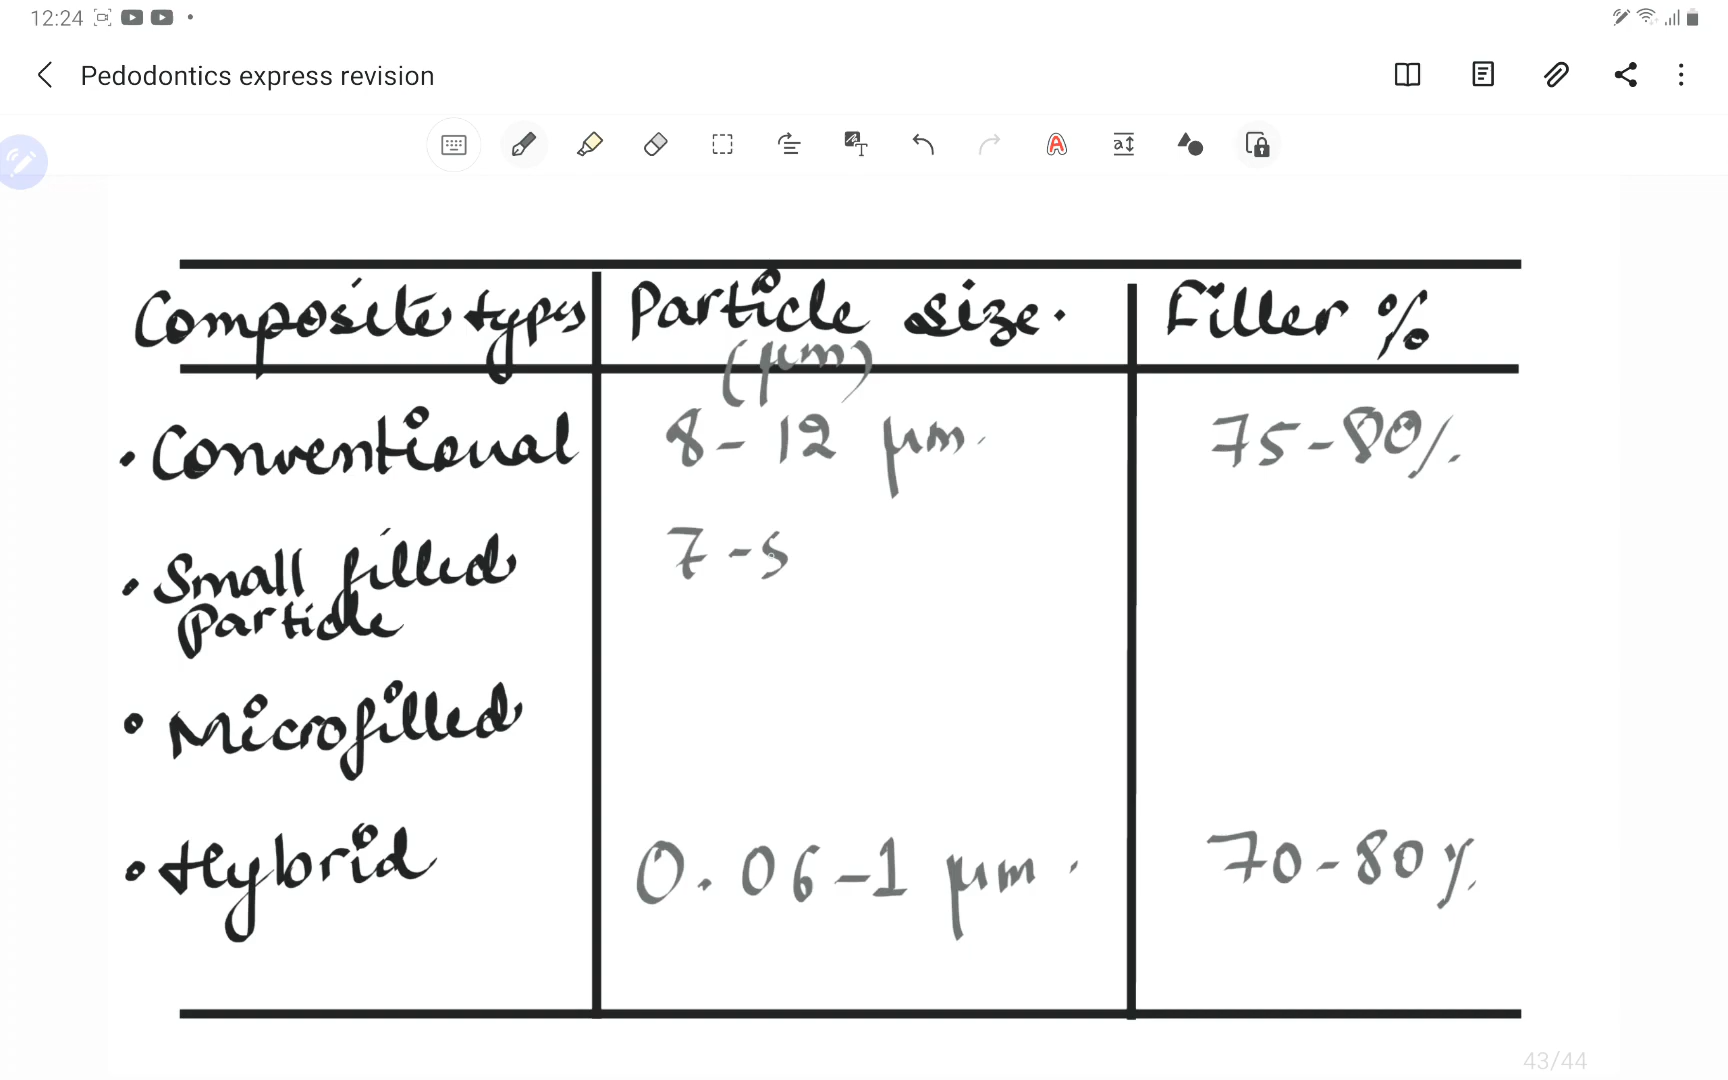 12:24
Pedodontics express revision
Composite types Particle size. Filler %
(μm)
• Conventional 8 - 12 μm. 75-80%.
• Small filled 7 - 5
Particle
• Microfilled
• Hybrid 0.06-1 μm. 70-80%.
43/44